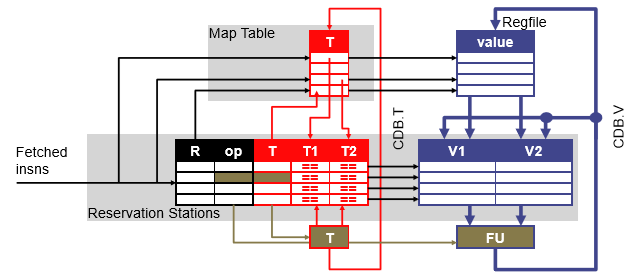 Regfile
Map Table
T
value
CDB.T
CDB.V
R op T T1 T2
V1 V2
Fetched
insns
== ==
== ==
== ==
== ==
Reservation Stations
T
FU